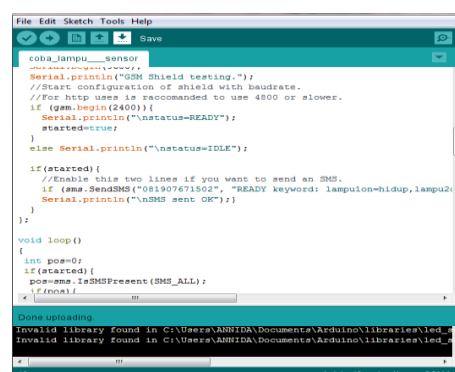 File Edit Sketch Tools Help
Save
coba_lampu___sensor
Serial.println("GSM Shield testing.");
//Start configuration of shield with baudrate.
//For http uses is raccomanded to use 4800 or slower.
if (gsm.begin(2400)){
Serial.println("\nstatus=READY");
started=true;
}
else Serial.println("\nstatus=IDLE");
if(started){
//Enable this two lines if you want to send an SMS.
if (sms.SendSMS("081907671502", "READY keyword: lampu1on=hidup,lampu2
Serial.println("\nSMS sent OK");}
}
};
void loop()
{
int pos=0;
if(started){
pos=sms.IsSMSPresent(SMS_ALL);
if(pos){
Done uploading.
Invalid library found in C:\Users\ANNIDA\Documents\Arduino\libraries\led_s
Invalid library found in C:\Users\ANNIDA\Documents\Arduino\libraries\led_s